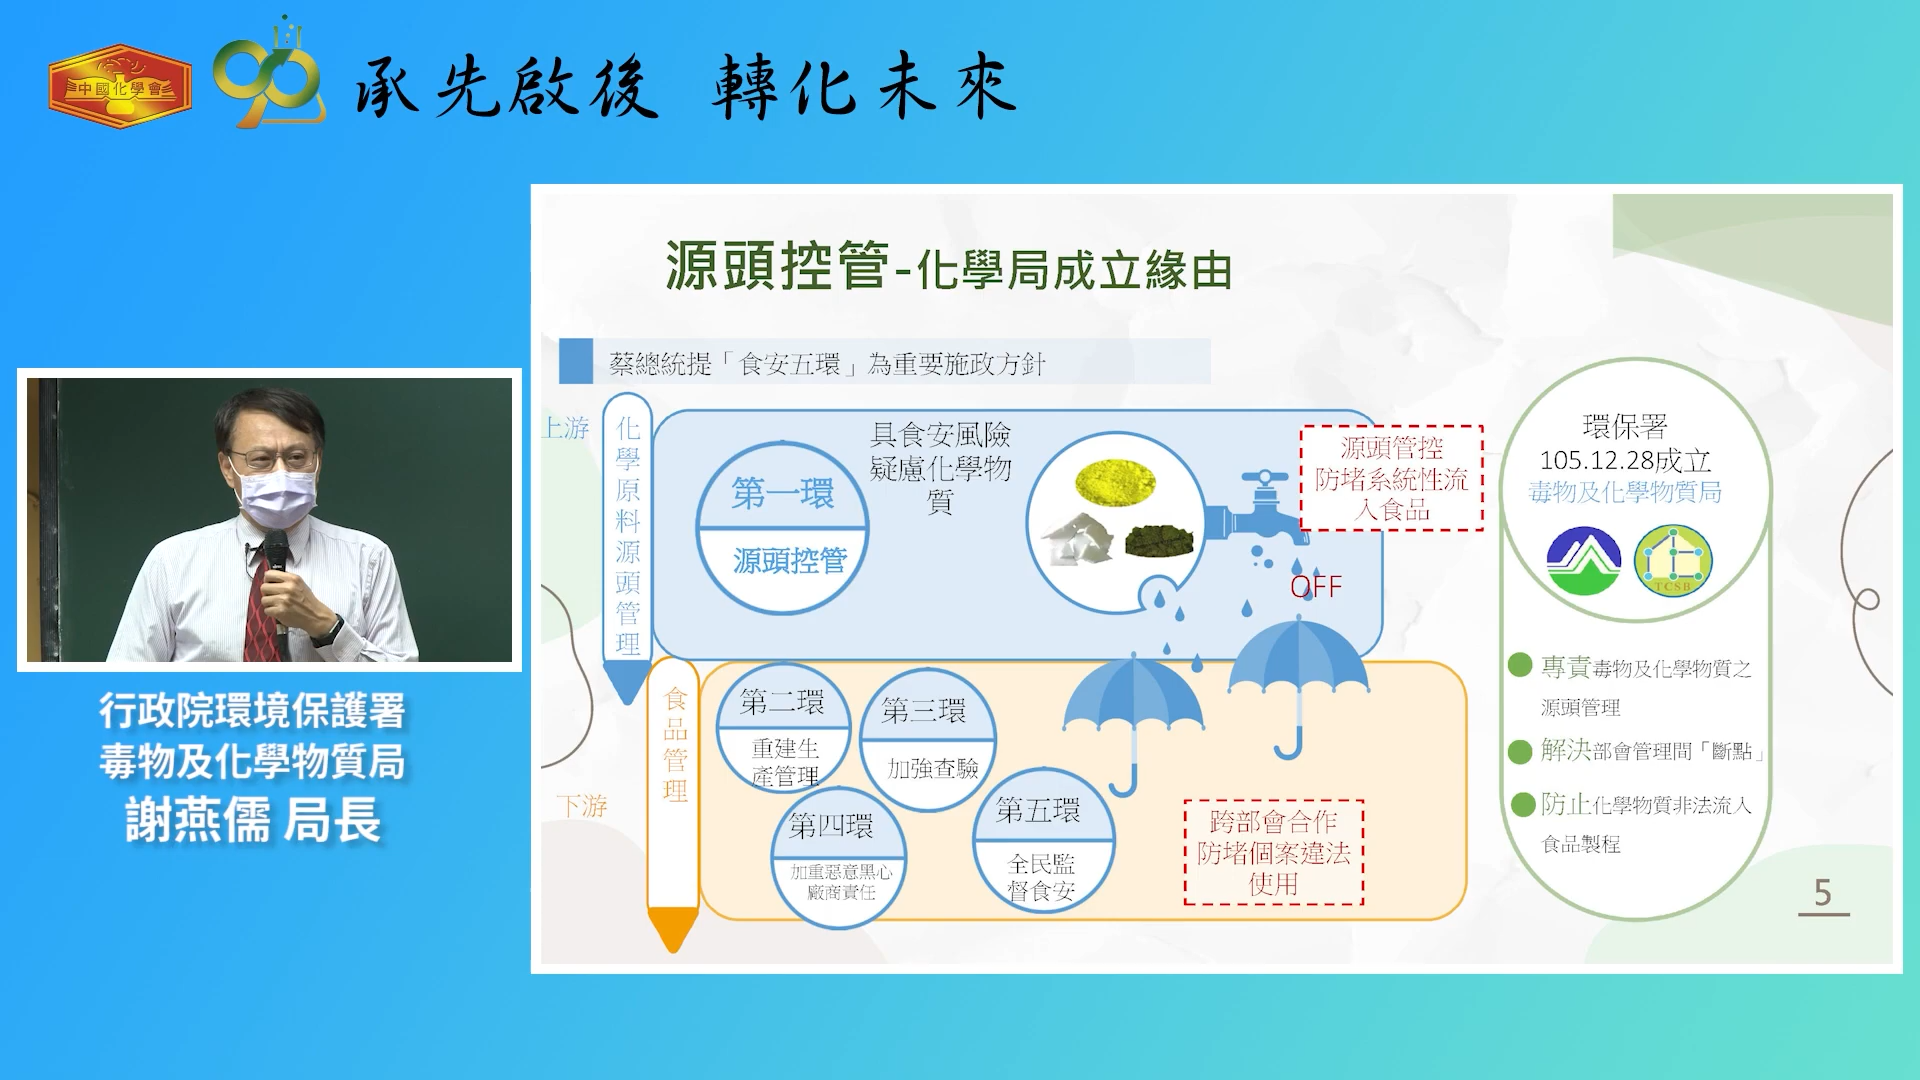 中國化學會
90
承先啟後 轉化未來
源頭控管-化學局成立緣由
蔡總統提「食安五環」為重要施政方針
上游
化學原料源頭管理
第一環
源頭控管
具食安風險
疑慮化學物
質
源頭管控
防堵系統性流
入食品
OFF
食品管理
下游
第二環
重建生
產管理
第三環
加強查驗
第四環
加重惡意黑心
廠商責任
第五環
全民監
督食安
跨部會合作
防堵個案違法
使用
環保署
105.12.28成立
毒物及化學物質局
TCSB
專責毒物及化學物質之
源頭管理
解決部會管理間「斷點」
防止化學物質非法流入
食品製程
5
行政院環境保護署
毒物及化學物質局
謝燕儒 局長